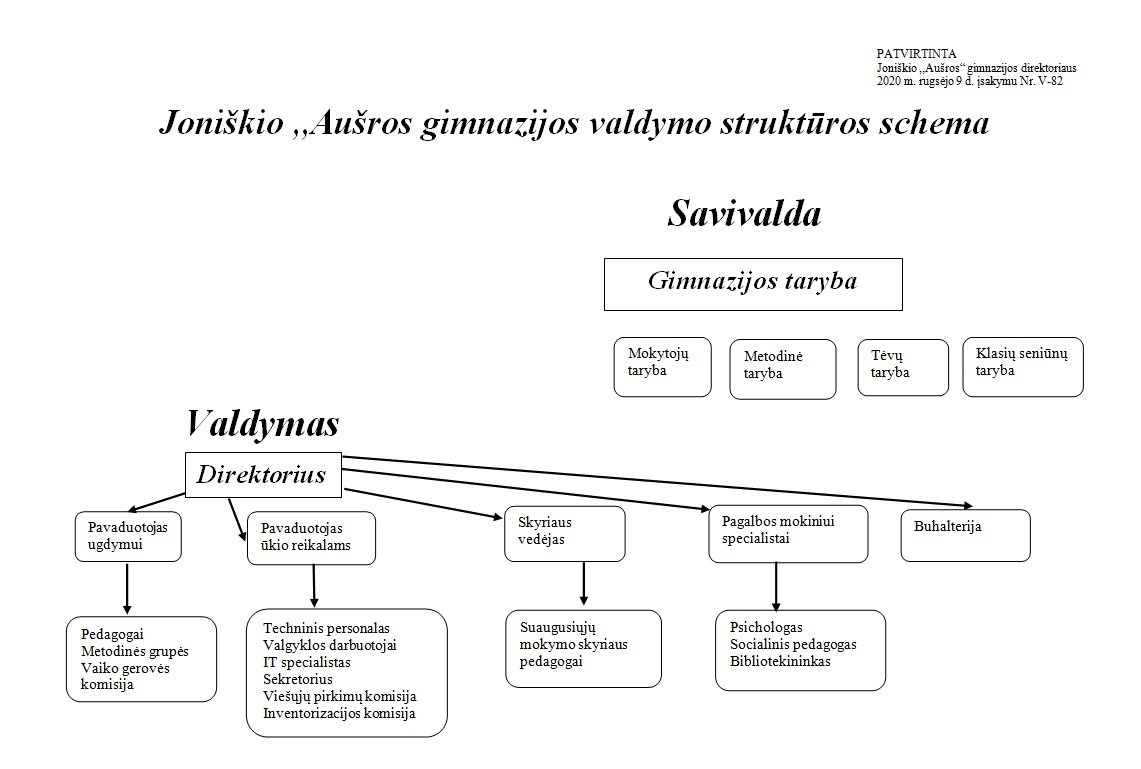 PATVIRTINTA
Joniškio „Aušros“ gimnazijos direktoriaus
2020 m. rugsėjo 9 d. įsakymu Nr. V-82
Joniškio ,,Aušros gimnazijos valdymo struktūros schema
Savivalda
Gimnazijos taryba
Mokytojų
taryba
Metodinė
taryba
Tėvų
taryba
Klasių seniūnų
taryba
Valdymas
Direktorius
Pavaduotojas
ugdymui
Pavaduotojas
ūkio reikalams
Skyriaus
vedėjas
Pagalbos mokiniui
specialistai
Buhalterija
Pedagogai
Metodinės grupės
Vaiko gerovės
komisija
Techninis personalas
Valgyklos darbuotojai
IT specialistas
Sekretorius
Viešųjų pirkimų komisija
Inventorizacijos komisija
Suaugusiųjų
mokymo skyriaus
pedagogai
Psichologas
Socialinis pedagogas
Bibliotekininkas